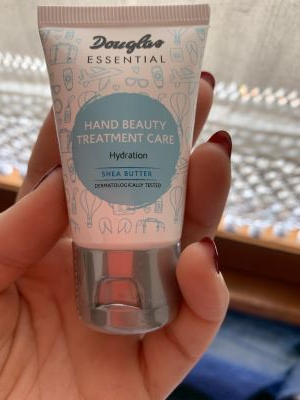 Douglas
ESSENTIAL
HAND BEAUTY
TREATMENT CARE
Hydration
SHEA BUTTER
DERMATOLOGICALLY TESTED